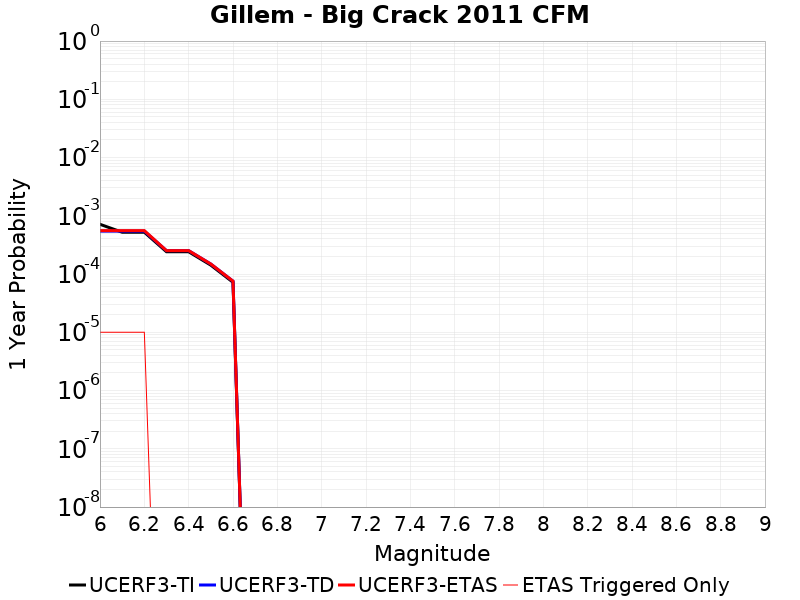 Gillem - Big Crack 2011 CFM
1 Year Probability
10^0
10^-1
10^-2
10^-3
10^-4
10^-5
10^-6
10^-7
10^-8
6 6.2 6.4 6.6 6.8 7 7.2 7.4 7.6 7.8 8 8.2 8.4 8.6 8.8 9
Magnitude
UCERF3-TI UCERF3-TD UCERF3-ETAS ETAS Triggered Only